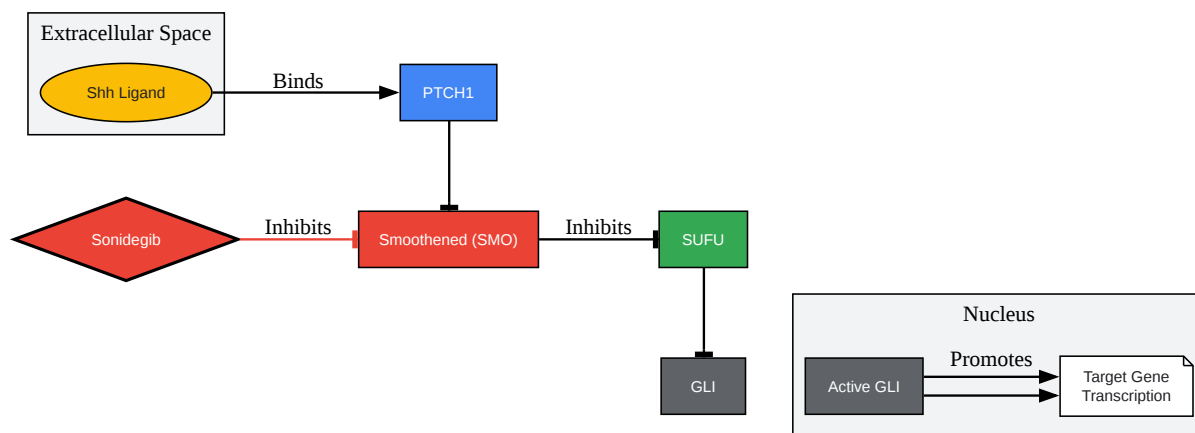 Extracellular Space
Shh Ligand
Binds
PTCH1
Sonidegib
Inhibits
Smoothened (SMO)
Inhibits
SUFU
Nucleus
GLI
Active GLI
Promotes
Target Gene
Transcription